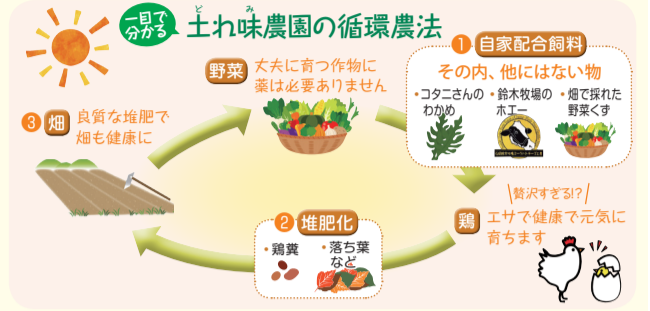 一目で
分かる
土れ味農園の循環農法
ど み
野菜
丈夫に育つ作物に
薬は必要ありません
① 自家配合飼料
その内、他にはない物
・コタニさんの
わかめ
・鈴木牧場の
ホエー
・畑で採れた
野菜くず
贅沢すぎる!?
鶏
エサで健康で元気に
育ちます
② 堆肥化
・鶏糞
・落ち葉
など
③ 畑
良質な堆肥で
畑も健康に